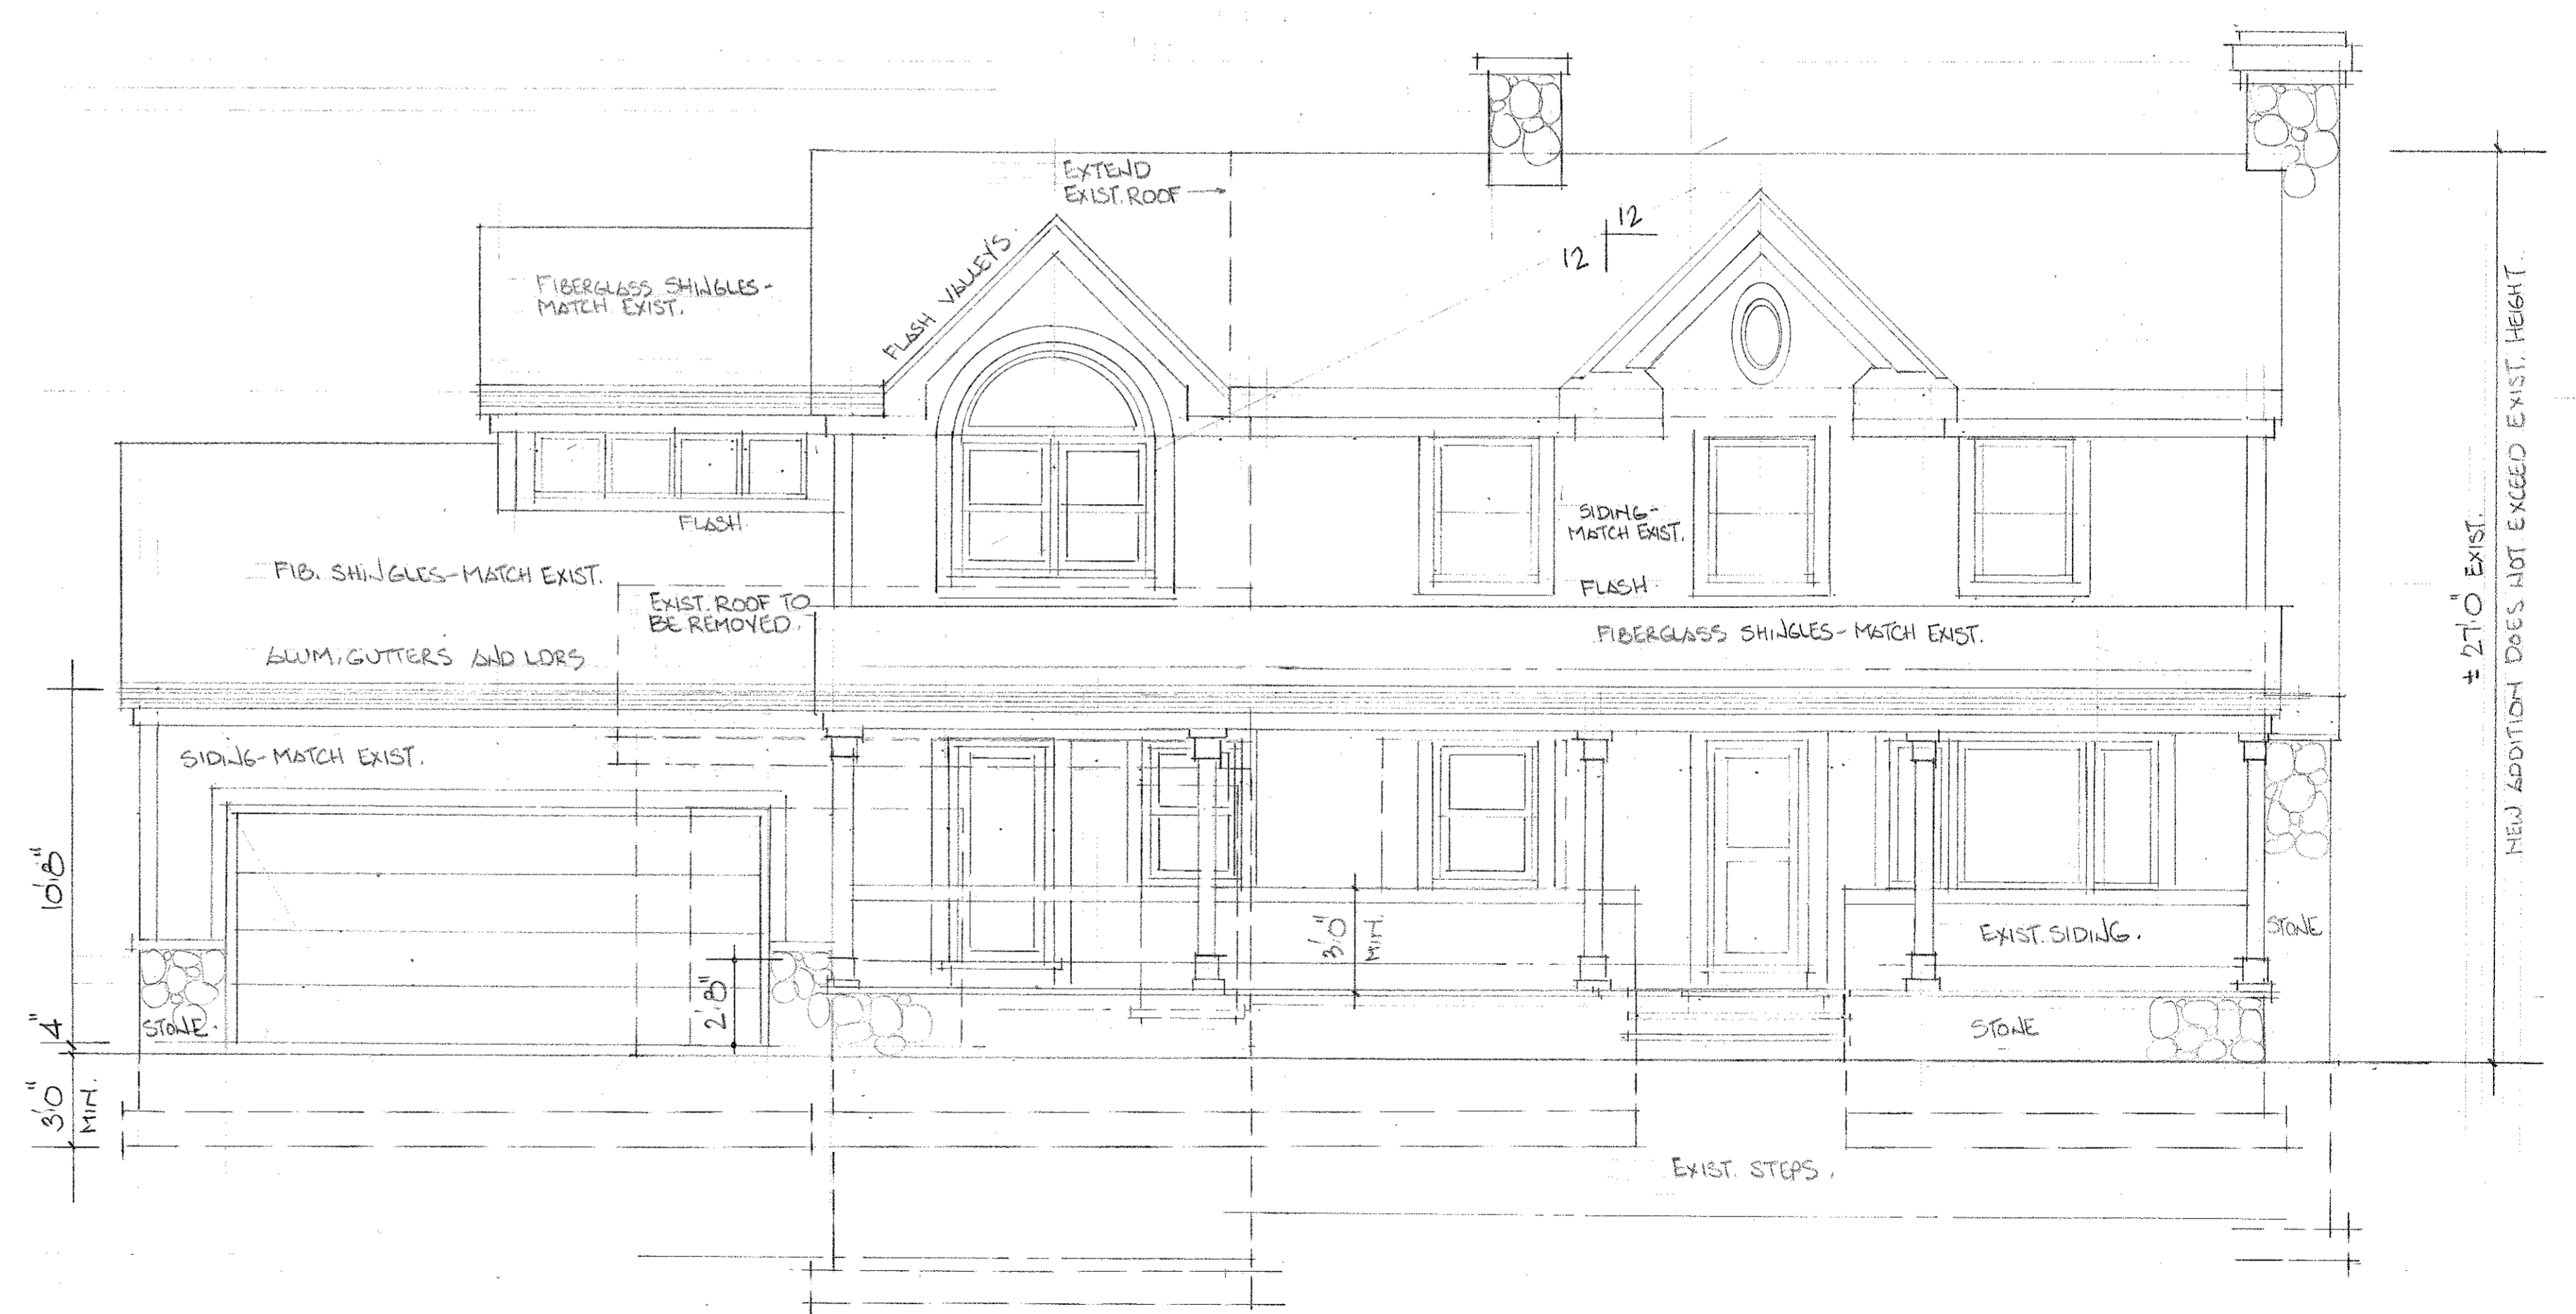 EXTEND
EXIST. ROOF
12
12
FLASH VALLEY'S.
FIBERGLASS SHINGLES-
MATCH EXIST.
FLASH.
SIDING-
MATCH EXIST.
FLASH.
FIB. SHINGLES-MATCH EXIST.
EXIST. ROOF TO
BE REMOVED.
FIBERGLASS SHINGLES- MATCH EXIST.
ALUM. GUTTERS AND LDRS
SIDING-MATCH EXIST.
10'8"
4"
3'0"
MIN.
STONE.
2'8"
3'0"
MIN.
EXIST. SIDING.
STONE
STONE
EXIST. STEPS.
± 27'0" EXIST.
NEW ADDITION DOES NOT EXCEED EXIST. HEIGHT.